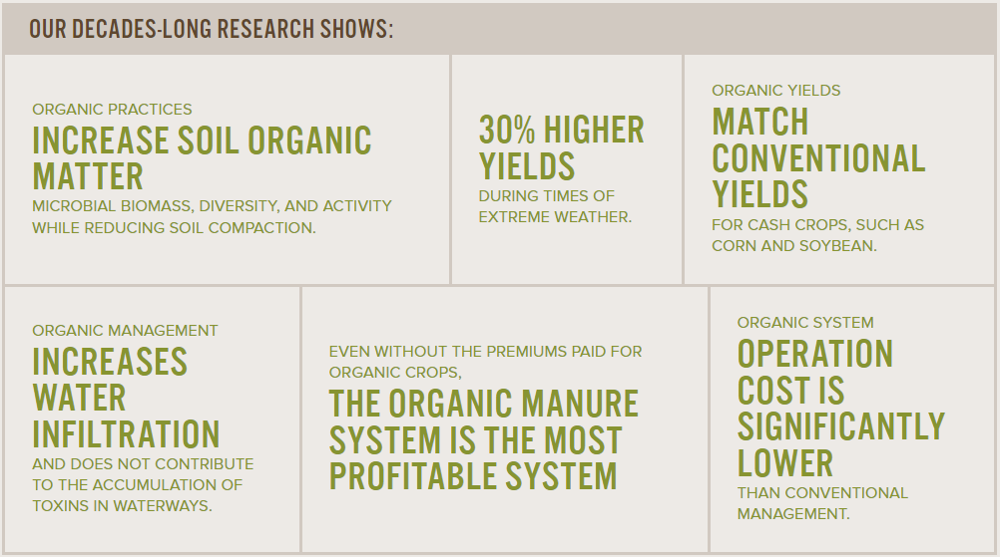 OUR DECADES-LONG RESEARCH SHOWS:
ORGANIC PRACTICES
INCREASE SOIL ORGANIC
MATTER
MICROBIAL BIOMASS, DIVERSITY, AND ACTIVITY
WHILE REDUCING SOIL COMPACTION.
30% HIGHER
YIELDS
DURING TIMES OF
EXTREME WEATHER.
ORGANIC YIELDS
MATCH
CONVENTIONAL
YIELDS
FOR CASH CROPS, SUCH AS
CORN AND SOYBEAN.
ORGANIC MANAGEMENT
INCREASES
WATER
INFILTRATION
AND DOES NOT CONTRIBUTE
TO THE ACCUMULATION OF
TOXINS IN WATERWAYS.
EVEN WITHOUT THE PREMIUMS PAID FOR
ORGANIC CROPS,
THE ORGANIC MANURE
SYSTEM IS THE MOST
PROFITABLE SYSTEM
ORGANIC SYSTEM
OPERATION
COST IS
SIGNIFICANTLY
LOWER
THAN CONVENTIONAL
MANAGEMENT.